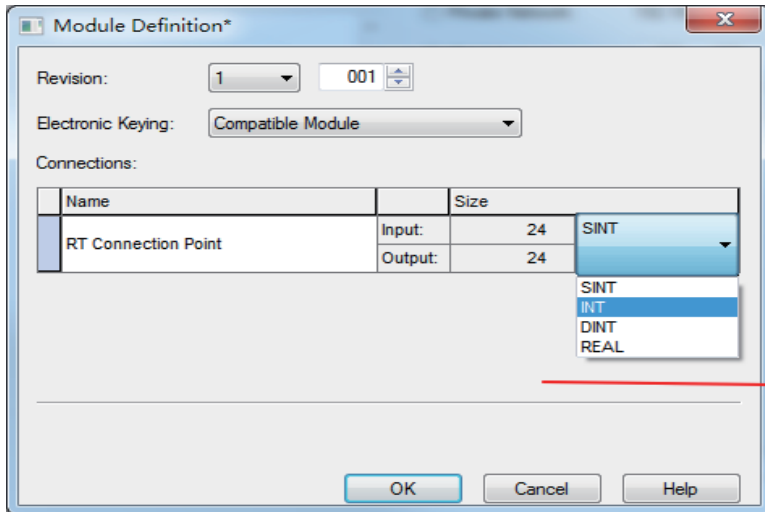 Module Definition*
Revision: 1 001
Electronic Keying: Compatible Module
Connections:
Name Size
RT Connection Point Input: 24 SINT
Output: 24
SINT
INT
DINT
REAL
OK Cancel Help